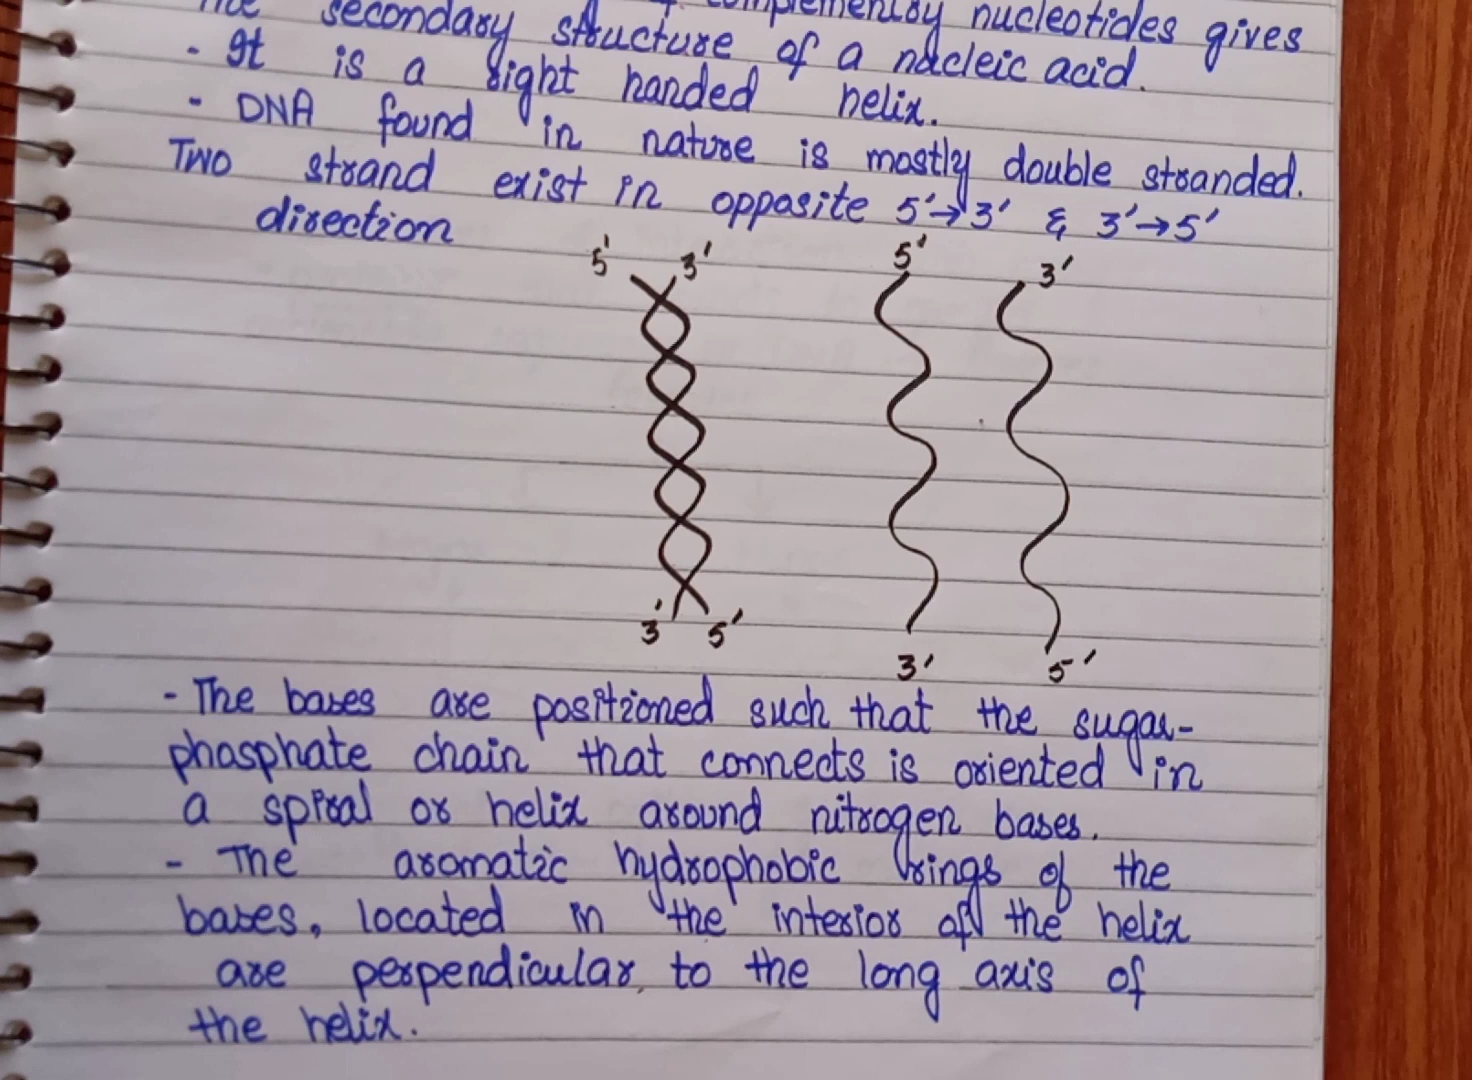 complementary nucleotides gives
The secondary structure of a nucleic acid.
- It is a right handed helix.
- DNA found in nature is mostly double stranded.
Two strand exist in opposite 5'→3' & 3'→5'
direction
5' 3' 5' 3'
3' 5' 3' 5'
- The bases are positioned such that the sugar-
phosphate chain that connects is oriented in
a spiral or helix around nitrogen bases.
- The aromatic hydrophobic rings of the
bases, located in the interior of the helix
are perpendicular to the long axis of
the helix.